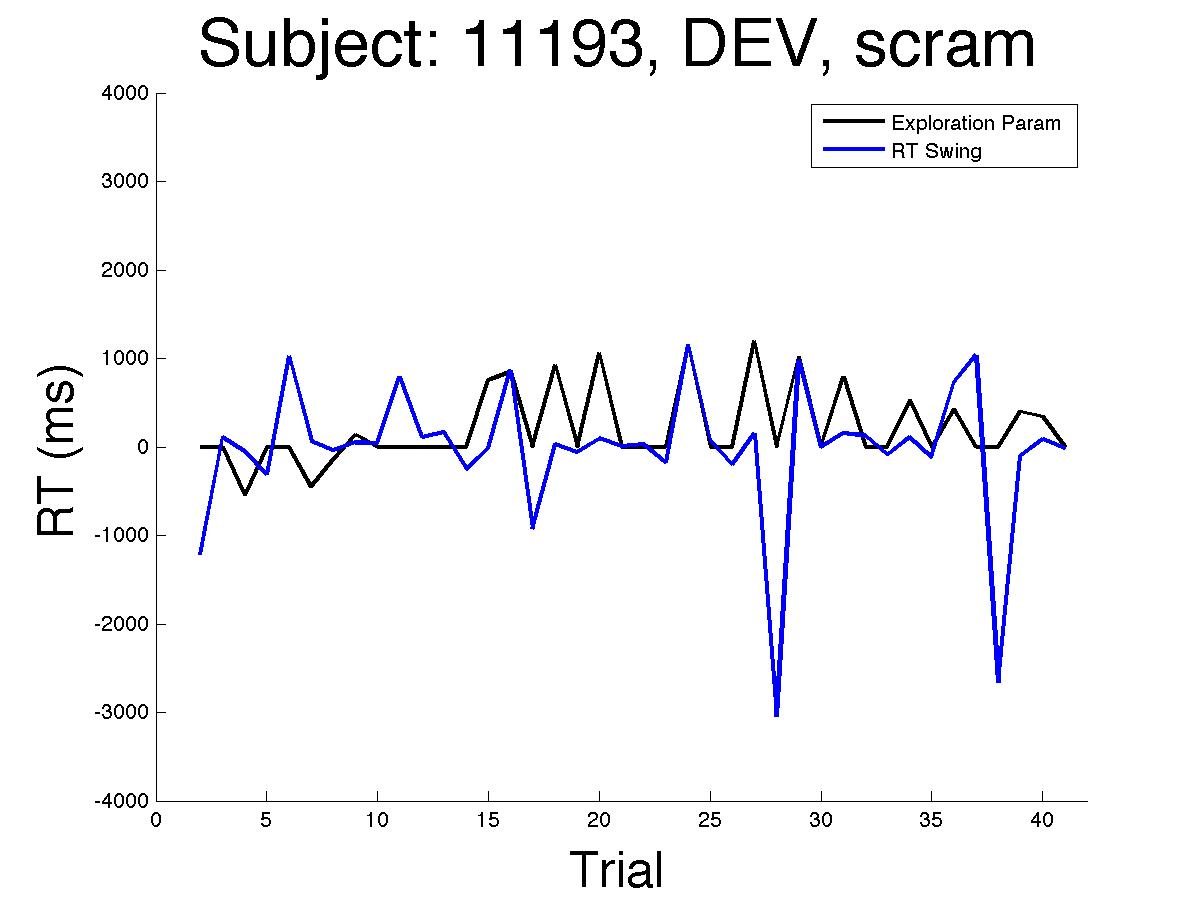 Subject: 11193, DEV, scram
4000
3000
2000
1000
0
-1000
-2000
-3000
-4000
RT (ms)
Exploration Param
RT Swing
0 5 10 15 20 25 30 35 40
Trial